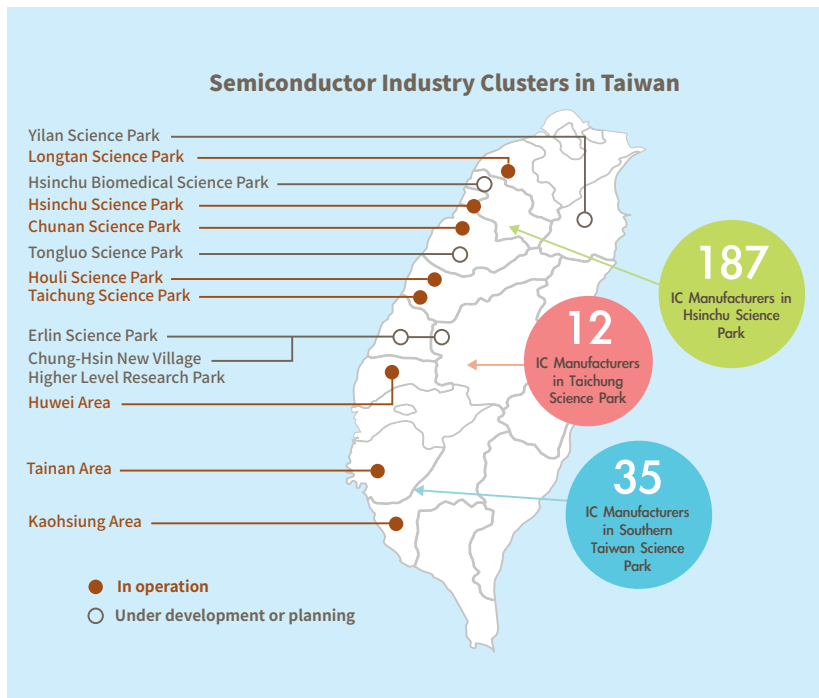 Semiconductor Industry Clusters in Taiwan
Yilan Science Park
Longtan Science Park
Hsinchu Biomedical Science Park
Hsinchu Science Park
Chunan Science Park
Tongluo Science Park
Houli Science Park
Taichung Science Park
Erlin Science Park
Chung-Hsin New Village
Higher Level Research Park
Huwei Area
Tainan Area
Kaohsiung Area
187
IC Manufacturers in
Hsinchu Science
Park
12
IC Manufacturers
in Taichung
Science Park
35
IC Manufacturers
in Southern
Taiwan Science
Park
In operation
Under development or planning